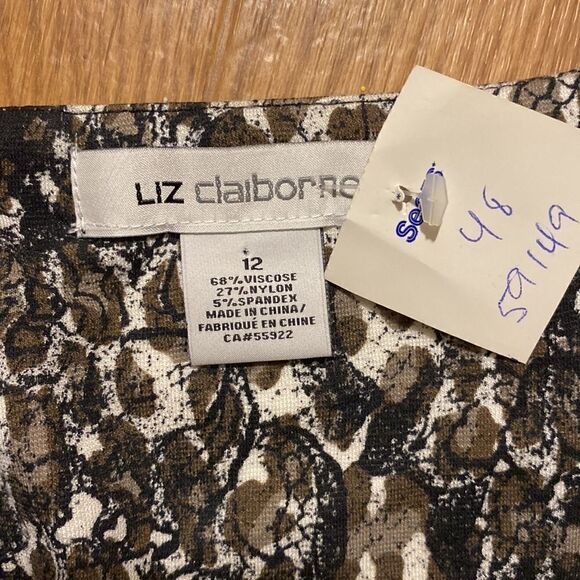 LIZ claiborne
12
68%VISCOSE
27%NYLON
5%SPANDEX
MADE IN CHINA/
FABRIQUÉ EN CHINE
CA#55922
Sears
48
59149